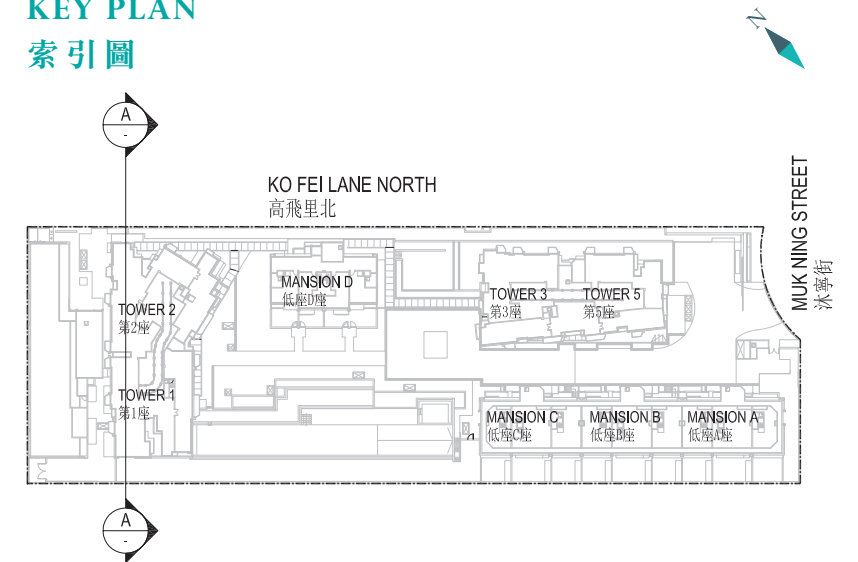 KEY PLAN
索引圖
N
A
-
KO FEI LANE NORTH
高飛里北
MUK NING STREET
沐寧街
MANSION D
低座D座
TOWER 3
第3座
TOWER 5
第5座
TOWER 2
第2座
TOWER 1
第1座
MANSION C
低座C座
MANSION B
低座B座
MANSION A
低座A座
A
-